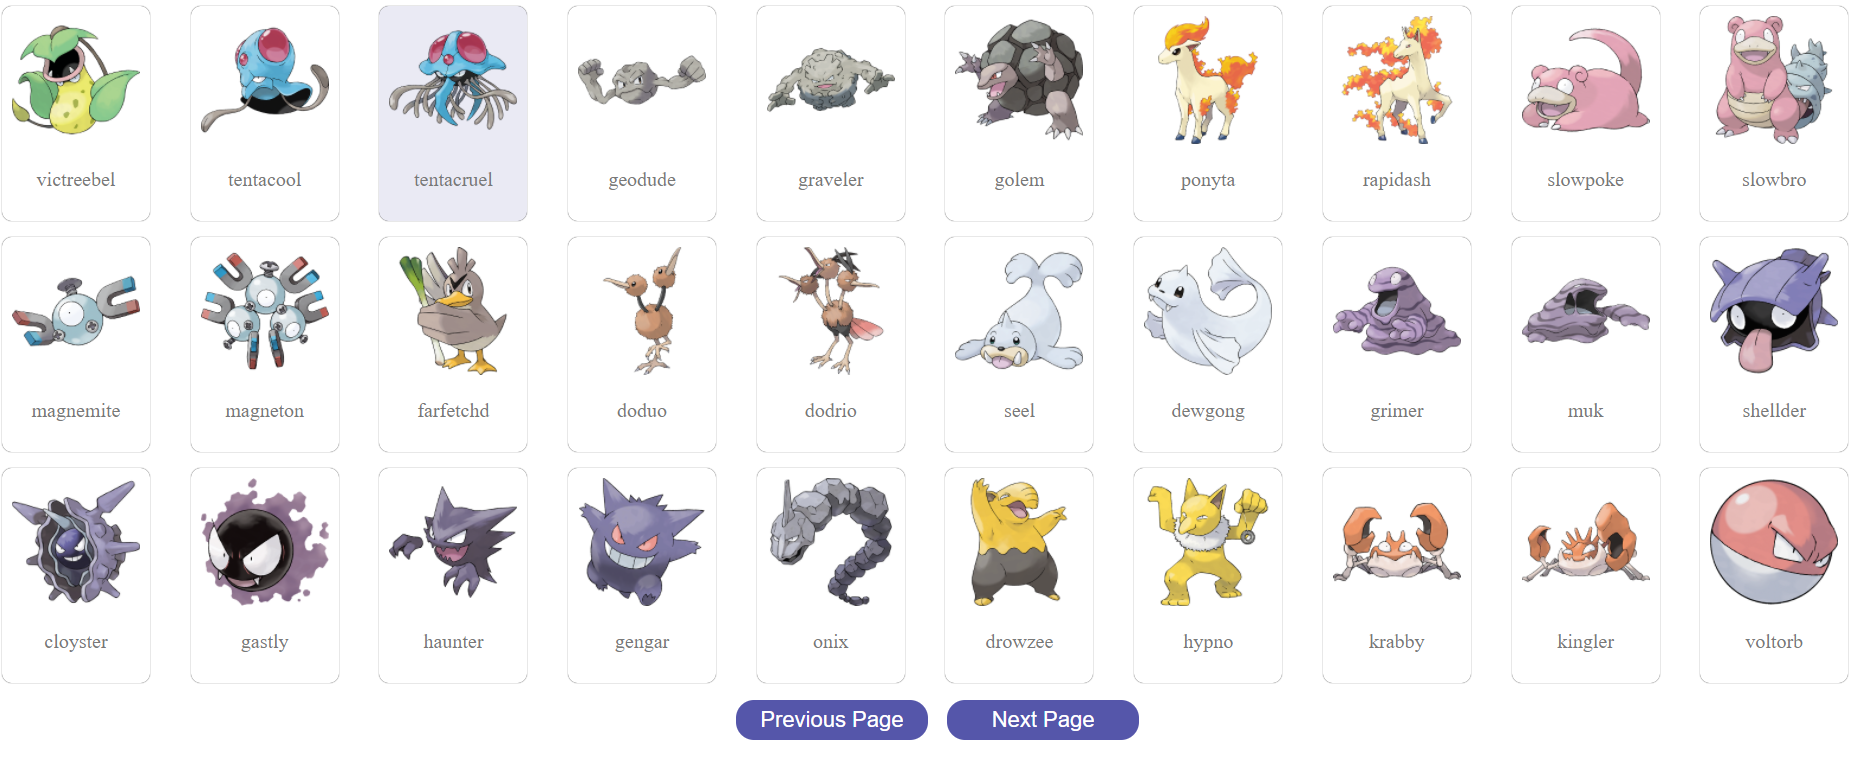 victreebel
tentacool
tentacruel
geodude
graveler
golem
ponyta
rapidash
slowpoke
slowbro
magnemite
magneton
farfetchd
doduo
dodrio
seel
dewgong
grimer
muk
shellder
cloyster
gastly
haunter
gengar
onix
drowzee
hypno
krabby
kingler
voltorb
Previous Page
Next Page